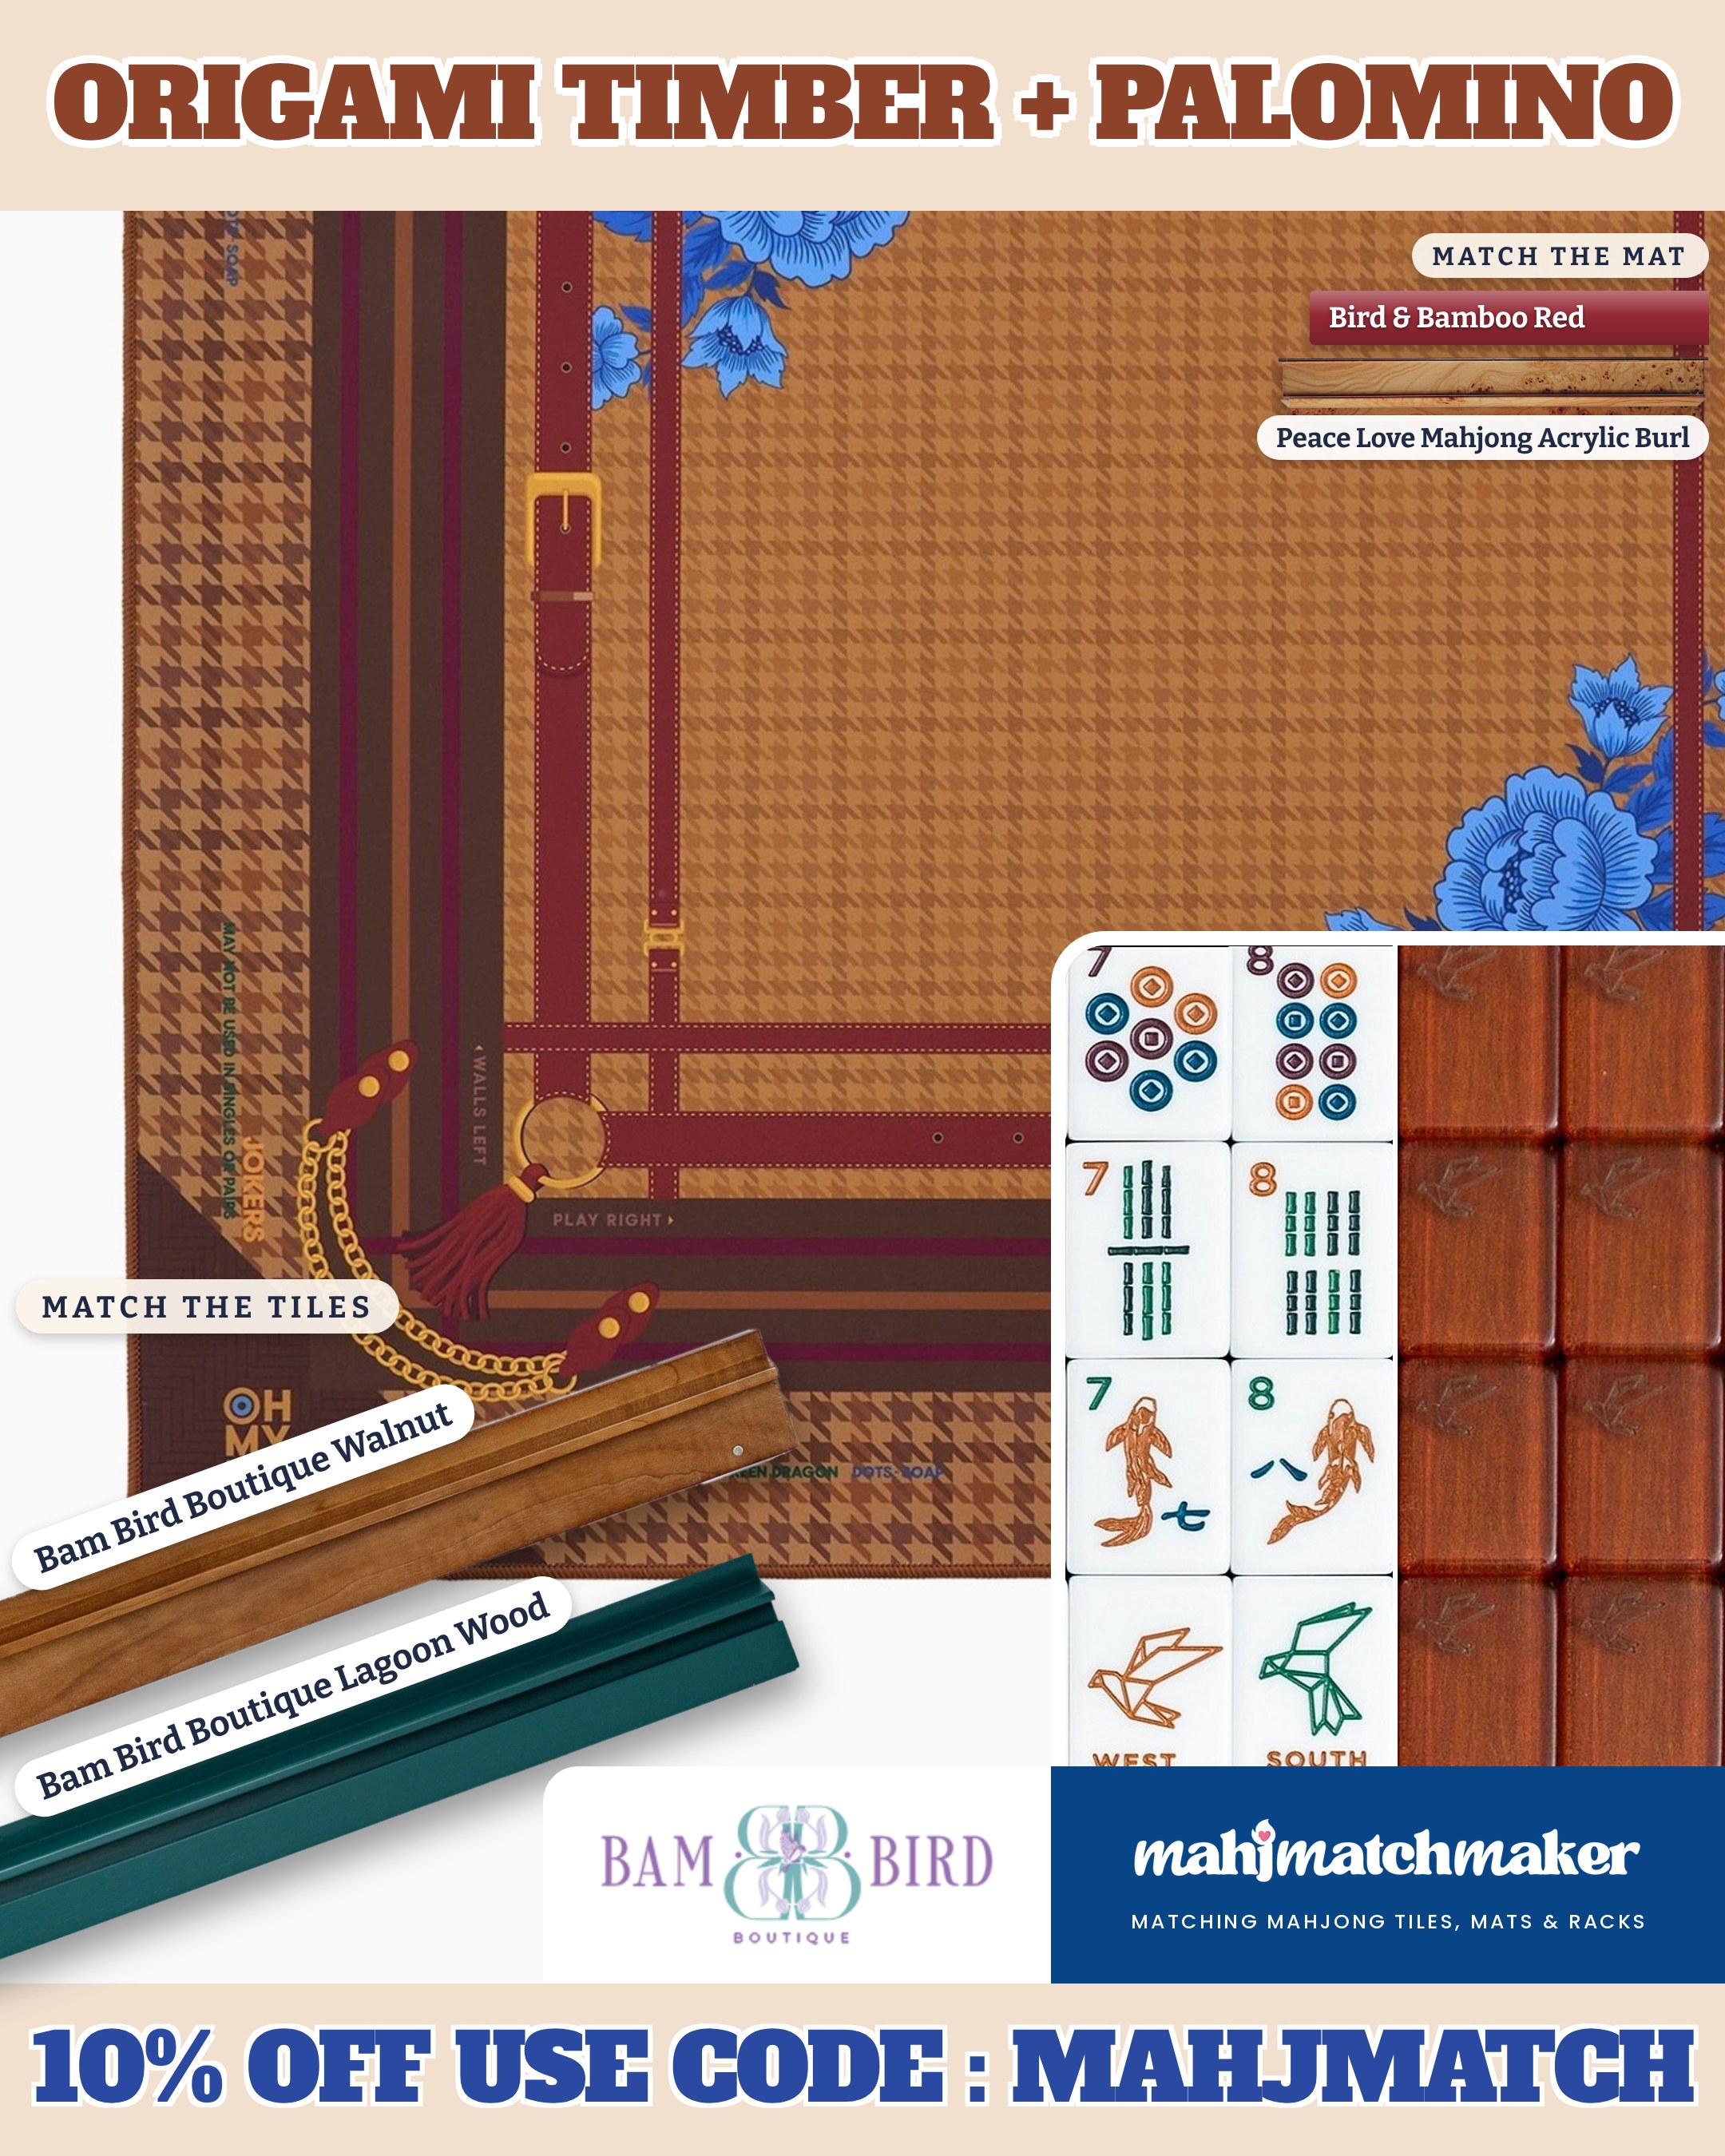 ORIGAMI TIMBER + PALOMINO
MATCH THE MAT
Bird & Bamboo Red
Peace Love Mahjong Acrylic Burl
SOAP
MAY NOT BE USED IN SINGLES OR PAIRS
JOKERS
WALLS LEFT
PLAY RIGHT
MATCH THE TILES
OH
MY
DRAGON DOTS-SOAP
Bam Bird Boutique Walnut
Bam Bird Boutique Lagoon Wood
7
8
7
8
7
七
8
八
WEST
SOUTH
BAM BIRD
BOUTIQUE
mahjmatchmaker
MATCHING MAHJONG TILES, MATS & RACKS
10% OFF USE CODE : MAHJMATCH